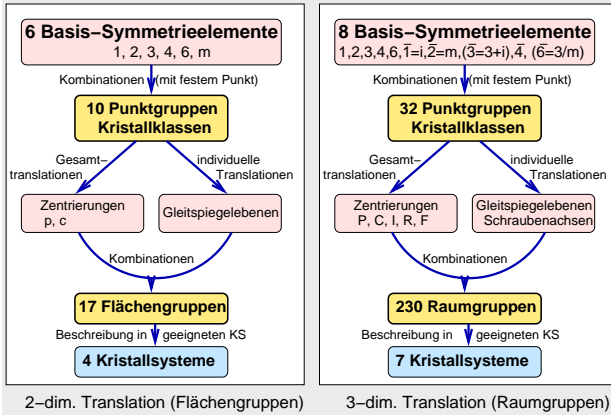 6 Basis−Symmetrieelemente
1, 2, 3, 4, 6, m
Kombinationen (mit festem Punkt)
10 Punktgruppen
Kristallklassen
Gesamt−
translationen
individuelle
Translationen
Zentrierungen
p, c
Gleitspiegelebenen
Kombinationen
17 Flächengruppen
Beschreibung in geeigneten KS
4 Kristallsysteme
2−dim. Translation (Flächengruppen)
8 Basis−Symmetrieelemente
1,2,3,4,6,1̅=i,2̅=m,(3̅=3+i),4̅, (6̅=3/m)
Kombinationen (mit festem Punkt)
32 Punktgruppen
Kristallklassen
Gesamt−
translationen
individuelle
Translationen
Zentrierungen
P, C, I, R, F
Gleitspiegelebenen
Schraubenachsen
Kombinationen
230 Raumgruppen
Beschreibung in geeigneten KS
7 Kristallsysteme
3−dim. Translation (Raumgruppen)